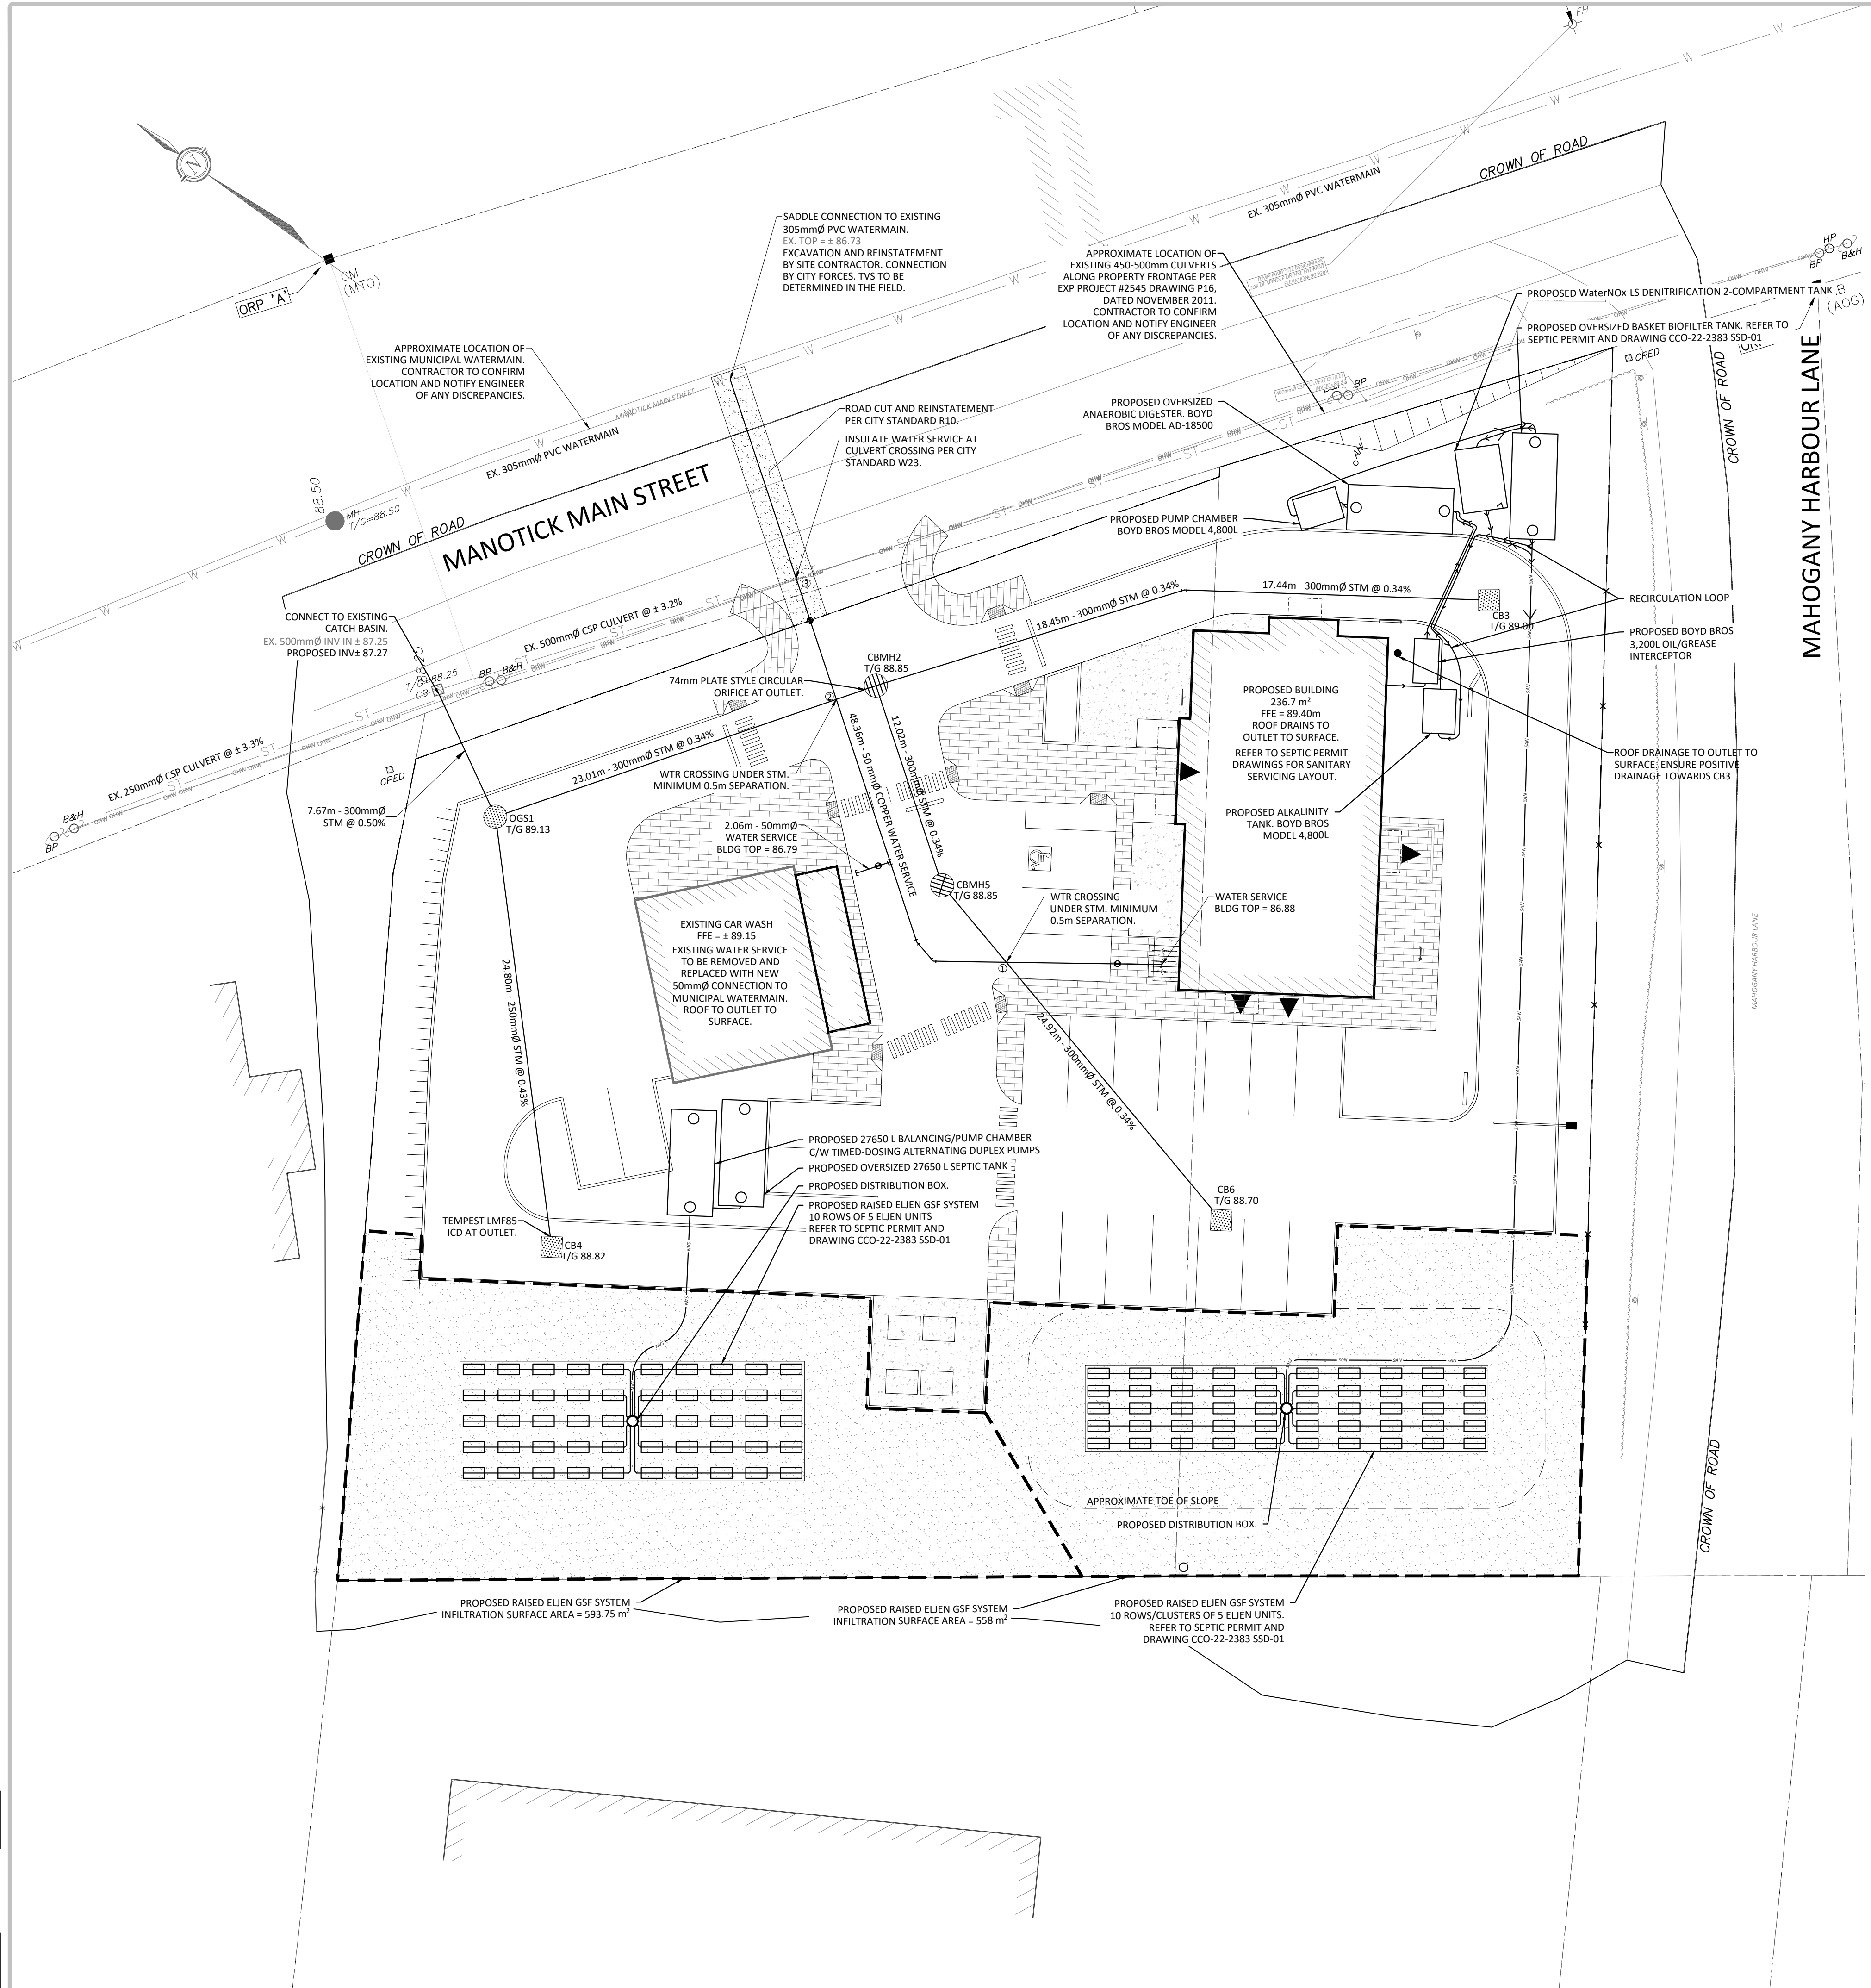 FH
N
CM
(MTO)
ORP 'A'
SADDLE CONNECTION TO EXISTING
305mmØ PVC WATERMAIN.
EX. TOP = ± 86.73
EXCAVATION AND REINSTATEMENT
BY SITE CONTRACTOR. CONNECTION
BY CITY FORCES. TVS TO BE
DETERMINED IN THE FIELD.
APPROXIMATE LOCATION OF
EXISTING 450-500mm CULVERTS
ALONG PROPERTY FRONTAGE PER
EXP PROJECT #2545 DRAWING P16,
DATED NOVEMBER 2011.
CONTRACTOR TO CONFIRM
LOCATION AND NOTIFY ENGINEER
OF ANY DISCREPANCIES.
EX. 305mmØ PVC WATERMAIN
CROWN OF ROAD
HP
BP
B&H
(AOG)
PROPOSED WaterNOx-LS DENITRIFICATION 2-COMPARTMENT TANK
PROPOSED OVERSIZED BASKET BIOFILTER TANK. REFER TO
SEPTIC PERMIT AND DRAWING CCO-22-2383 SSD-01
CPED
MAHOGANY HARBOUR LANE
CROWN OF ROAD
APPROXIMATE LOCATION OF
EXISTING MUNICIPAL WATERMAIN.
CONTRACTOR TO CONFIRM
LOCATION AND NOTIFY ENGINEER
OF ANY DISCREPANCIES.
MANOTICK MAIN STREET
EX. 305mmØ PVC WATERMAIN
ROAD CUT AND REINSTATEMENT
PER CITY STANDARD R10.
INSULATE WATER SERVICE AT
CULVERT CROSSING PER CITY
STANDARD W23.
PROPOSED OVERSIZED
ANAEROBIC DIGESTER. BOYD
BROS MODEL AD-18500
BP
AN
88.50
MH
T/G=88.50
CROWN OF ROAD
MANOTICK MAIN STREET
PROPOSED PUMP CHAMBER
BOYD BROS MODEL 4,800L
CONNECT TO EXISTING
CATCH BASIN.
EX. 500mmØ INV IN ± 87.25
PROPOSED INV± 87.27
EX. 500mmØ CSP CULVERT @ ± 3.2%
T/G=88.25
CB
BP
B&H
③
18.45m - 300mmØ STM @ 0.34%
17.44m - 300mmØ STM @ 0.34%
CB3
T/G 89.00
RECIRCULATION LOOP
PROPOSED BOYD BROS
3,200L OIL/GREASE
INTERCEPTOR
CBMH2
T/G 88.85
74mm PLATE STYLE CIRCULAR
ORIFICE AT OUTLET.
②
PROPOSED BUILDING
236.7 m²
FFE = 89.40m
ROOF DRAINS TO
OUTLET TO SURFACE.
REFER TO SEPTIC PERMIT
DRAWINGS FOR SANITARY
SERVICING LAYOUT.
ROOF DRAINAGE TO OUTLET TO
SURFACE. ENSURE POSITIVE
DRAINAGE TOWARDS CB3
EX. 250mmØ CSP CULVERT @ ± 3.3%
CPED
B&H
BP
23.01m - 300mmØ STM @ 0.34%
WTR CROSSING UNDER STM.
MINIMUM 0.5m SEPARATION.
48.36m - 50 mmØ COPPER WATER SERVICE
12.02m - 300mmØ STM @ 0.34%
7.67m - 300mmØ
STM @ 0.50%
OGS1
T/G 89.13
2.06m - 50mmØ
WATER SERVICE
BLDG TOP = 86.79
PROPOSED ALKALINITY
TANK. BOYD BROS
MODEL 4,800L
CBMH5
T/G 88.85
WTR CROSSING
UNDER STM. MINIMUM
0.5m SEPARATION.
WATER SERVICE
BLDG TOP = 86.88
EXISTING CAR WASH
FFE = ± 89.15
EXISTING WATER SERVICE
TO BE REMOVED AND
REPLACED WITH NEW
50mmØ CONNECTION TO
MUNICIPAL WATERMAIN.
ROOF TO OUTLET TO
SURFACE.
①
MAHOGANY HARBOUR LANE
24.80m - 250mmØ STM @ 0.43%
24.92m - 300mmØ STM @ 0.34%
PROPOSED 27650 L BALANCING/PUMP CHAMBER
C/W TIMED-DOSING ALTERNATING DUPLEX PUMPS
PROPOSED OVERSIZED 27650 L SEPTIC TANK
PROPOSED DISTRIBUTION BOX.
PROPOSED RAISED ELJEN GSF SYSTEM
10 ROWS OF 5 ELJEN UNITS
REFER TO SEPTIC PERMIT AND
DRAWING CCO-22-2383 SSD-01
CB6
T/G 88.70
TEMPEST LMF85
ICD AT OUTLET.
CB4
T/G 88.82
APPROXIMATE TOE OF SLOPE
PROPOSED DISTRIBUTION BOX.
CROWN OF ROAD
PROPOSED RAISED ELJEN GSF SYSTEM
INFILTRATION SURFACE AREA = 593.75 m²
PROPOSED RAISED ELJEN GSF SYSTEM
INFILTRATION SURFACE AREA = 558 m²
PROPOSED RAISED ELJEN GSF SYSTEM
10 ROWS/CLUSTERS OF 5 ELJEN UNITS.
REFER TO SEPTIC PERMIT AND
DRAWING CCO-22-2383 SSD-01